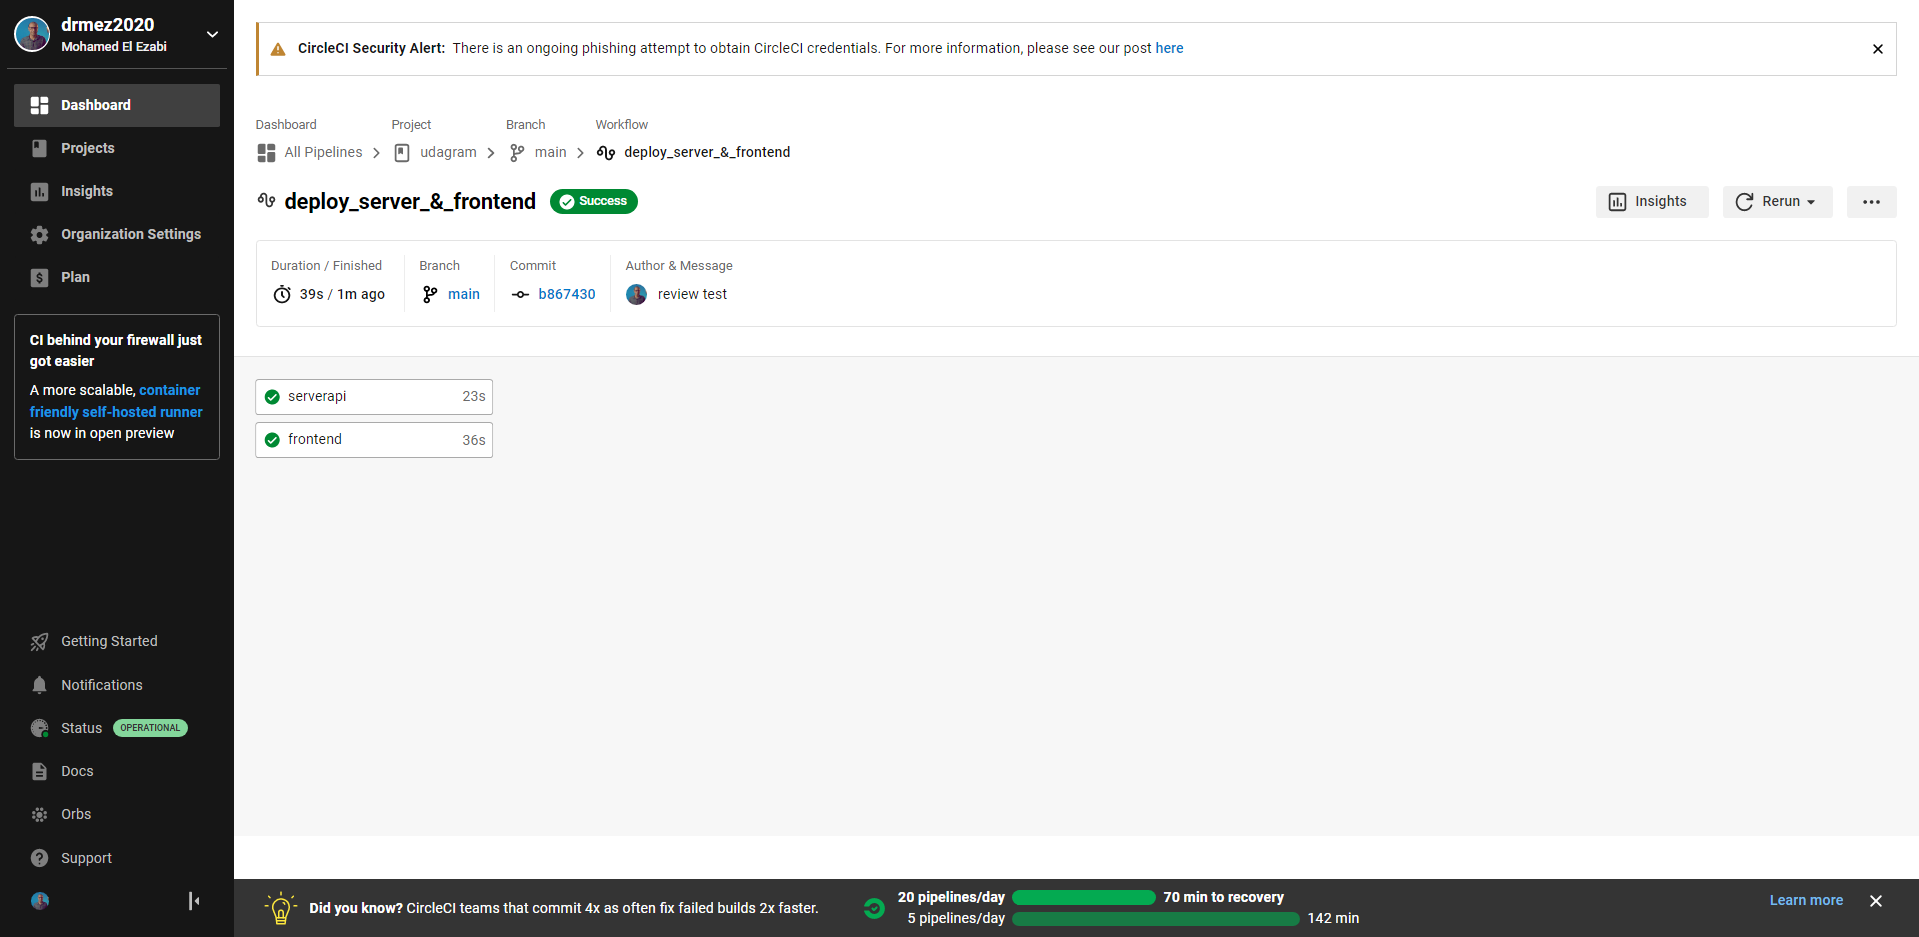 drmez2020
Mohamed El Ezabi
Dashboard
Projects
Insights
Organization Settings
Plan
CI behind your firewall just
got easier
A more scalable, container
friendly self-hosted runner
is now in open preview
Getting Started
Notifications
Status OPERATIONAL
Docs
Orbs
Support
CircleCI Security Alert: There is an ongoing phishing attempt to obtain CircleCI credentials. For more information, please see our post here
Dashboard Project Branch Workflow
All Pipelines udagram main deploy_server_&_frontend
deploy_server_&_frontend Success Insights Rerun
Duration / Finished Branch Commit Author & Message
39s / 1m ago main b867430 review test
serverapi 23s
frontend 36s
Did you know? CircleCI teams that commit 4x as often fix failed builds 2x faster.
20 pipelines/day 70 min to recovery
5 pipelines/day 142 min
Learn more